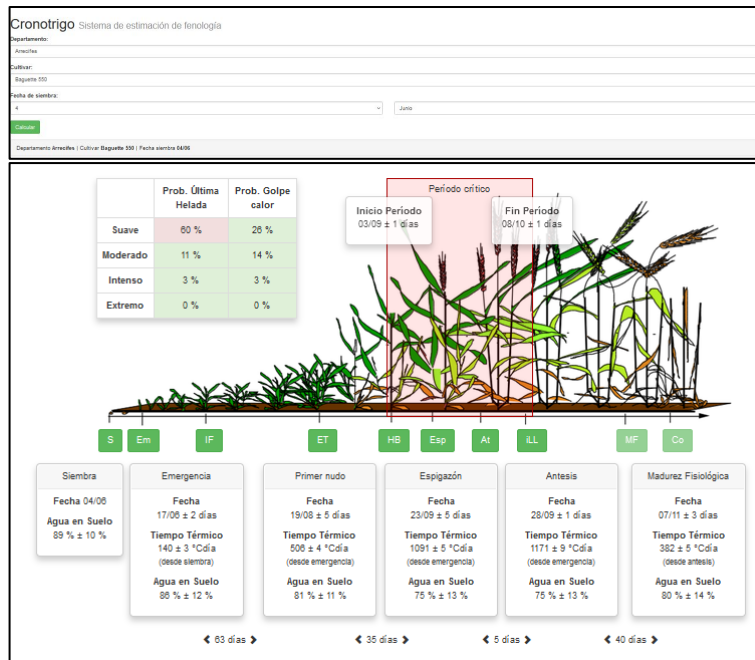 Cronotrigo Sistema de estimación de fenología
Departamento:
Arrecifes
Cultivar:
Baguette 550
Fecha de siembra:
4
Junio
Calcular
Departamento Arrecifes | Cultivar Baguette 550 | Fecha siembra 04/06
Prob. Última Helada
Prob. Golpe calor
Suave 60 % 26 %
Moderado 11 % 14 %
Intenso 3 % 3 %
Extremo 0 % 0 %
Período crítico
Inicio Período
03/09 ± 1 días
Fin Período
08/10 ± 1 días
S Em IF ET HB Esp At iLL MF Co
Siembra
Fecha 04/06
Agua en Suelo
89 % ± 10 %
Emergencia
Fecha
17/06 ± 2 días
Tiempo Térmico
140 ± 3 °Cdía
(desde siembra)
Agua en Suelo
86 % ± 12 %
Primer nudo
Fecha
19/08 ± 5 días
Tiempo Térmico
506 ± 4 °Cdía
(desde emergencia)
Agua en Suelo
81 % ± 11 %
Espigazón
Fecha
23/09 ± 5 días
Tiempo Térmico
1091 ± 5 °Cdía
(desde emergencia)
Agua en Suelo
75 % ± 13 %
Antesis
Fecha
28/09 ± 1 días
Tiempo Térmico
1171 ± 9 °Cdía
(desde emergencia)
Agua en Suelo
75 % ± 13 %
Madurez Fisiológica
Fecha
07/11 ± 3 días
Tiempo Térmico
382 ± 5 °Cdía
(desde antesis)
Agua en Suelo
80 % ± 14 %
63 días
35 días
5 días
40 días